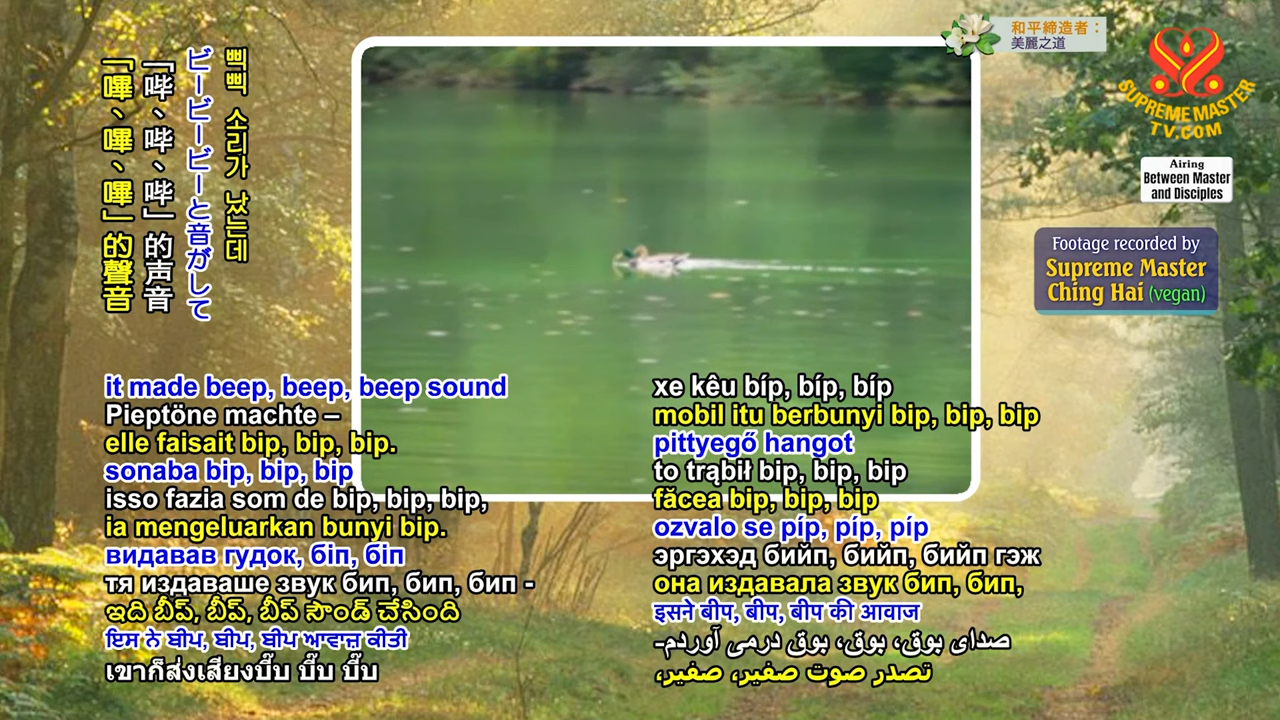 和平締造者：
美麗之道
SUPREME MASTER
TV.COM
Airing
Between Master
and Disciples
Footage recorded by
Supreme Master
Ching Hai (vegan)
삑삑 소리가 났는데
ビービービーと音がして
「哔、哔、哔」的声音
「嗶、嗶、嗶」的聲音
it made beep, beep, beep sound
Pieptöne machte –
elle faisait bip, bip, bip.
sonaba bip, bip, bip
isso fazia som de bip, bip, bip,
ia mengeluarkan bunyi bip.
видавав гудок, біп, біп
тя издаваше звук бип, бип, бип -
ఇది బీప్, బీప్, బీప్ సౌండ్ చేసింది
ਇਸ ਨੇ ਬੀਪ, ਬੀਪ, ਬੀਪ ਆਵਾਜ਼ ਕੀਤੀ
เขาก็ส่งเสียงบี๊บ บี๊บ บี๊บ
xe kêu bíp, bíp, bíp
mobil itu berbunyi bip, bip, bip
pittyegő hangot
to trąbił bip, bip, bip
făcea bip, bip, bip
ozvalo se píp, píp, píp
эргэхэд бийп, бийп, бийп гэж
она издавала звук бип, бип,
इसने बीप, बीप, बीप की आवाज
صدای بوق، بوق، بوق درمی آوردم-
تصدر صوت صفير، صفير،